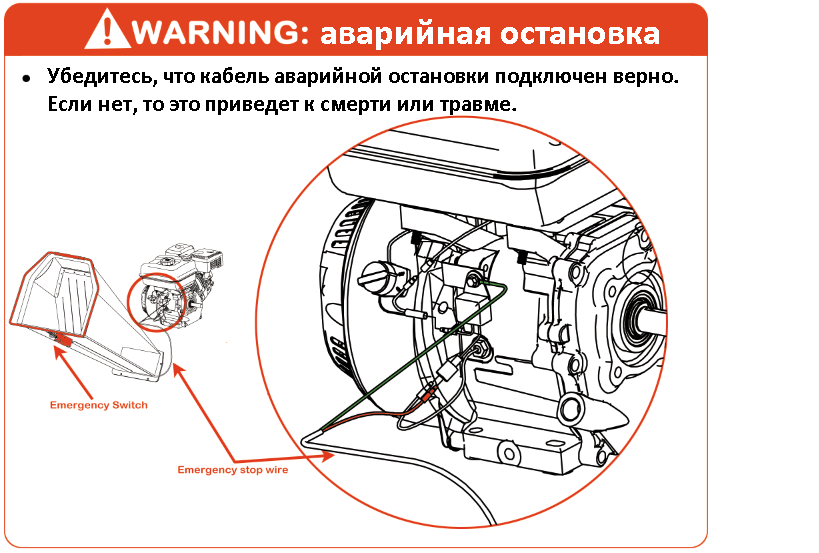 WARNING: аварийная остановка
• Убедитесь, что кабель аварийной остановки подключен верно.
Если нет, то это приведет к смерти или травме.
Emergency Switch
Emergency stop wire